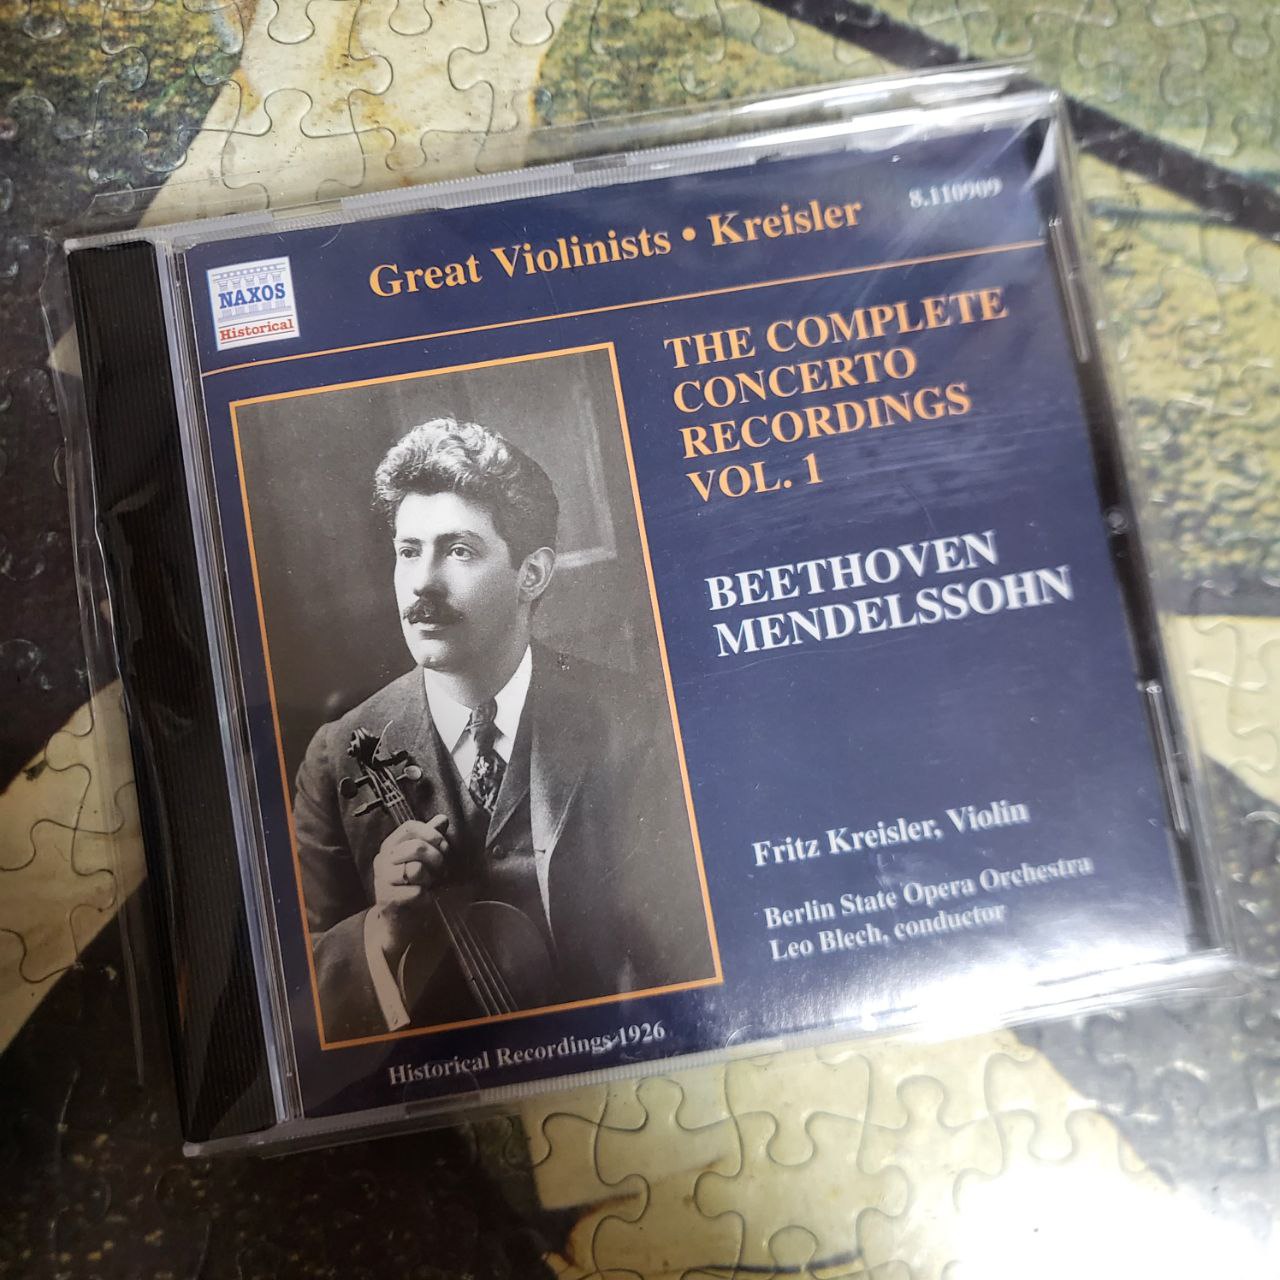 Great Violinists • Kreisler
8.110909
NAXOS
Historical
THE COMPLETE
CONCERTO
RECORDINGS
VOL. 1
BEETHOVEN
MENDELSSOHN
Fritz Kreisler, Violin
Berlin State Opera Orchestra
Leo Blech, conductor
Historical Recordings 1926